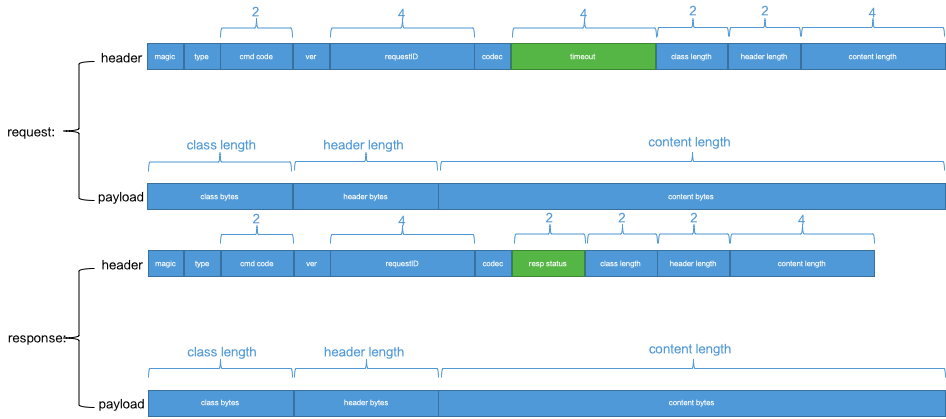 2 4 4 2 2 4
header magic type cmd code ver requestID codec timeout class length header length content length
request:
class length header length content length
payload class bytes header bytes content bytes
2 4 2 2 2 4
header magic type cmd code ver requestID codec resp status class length header length content length
response:
class length header length content length
payload class bytes header bytes content bytes